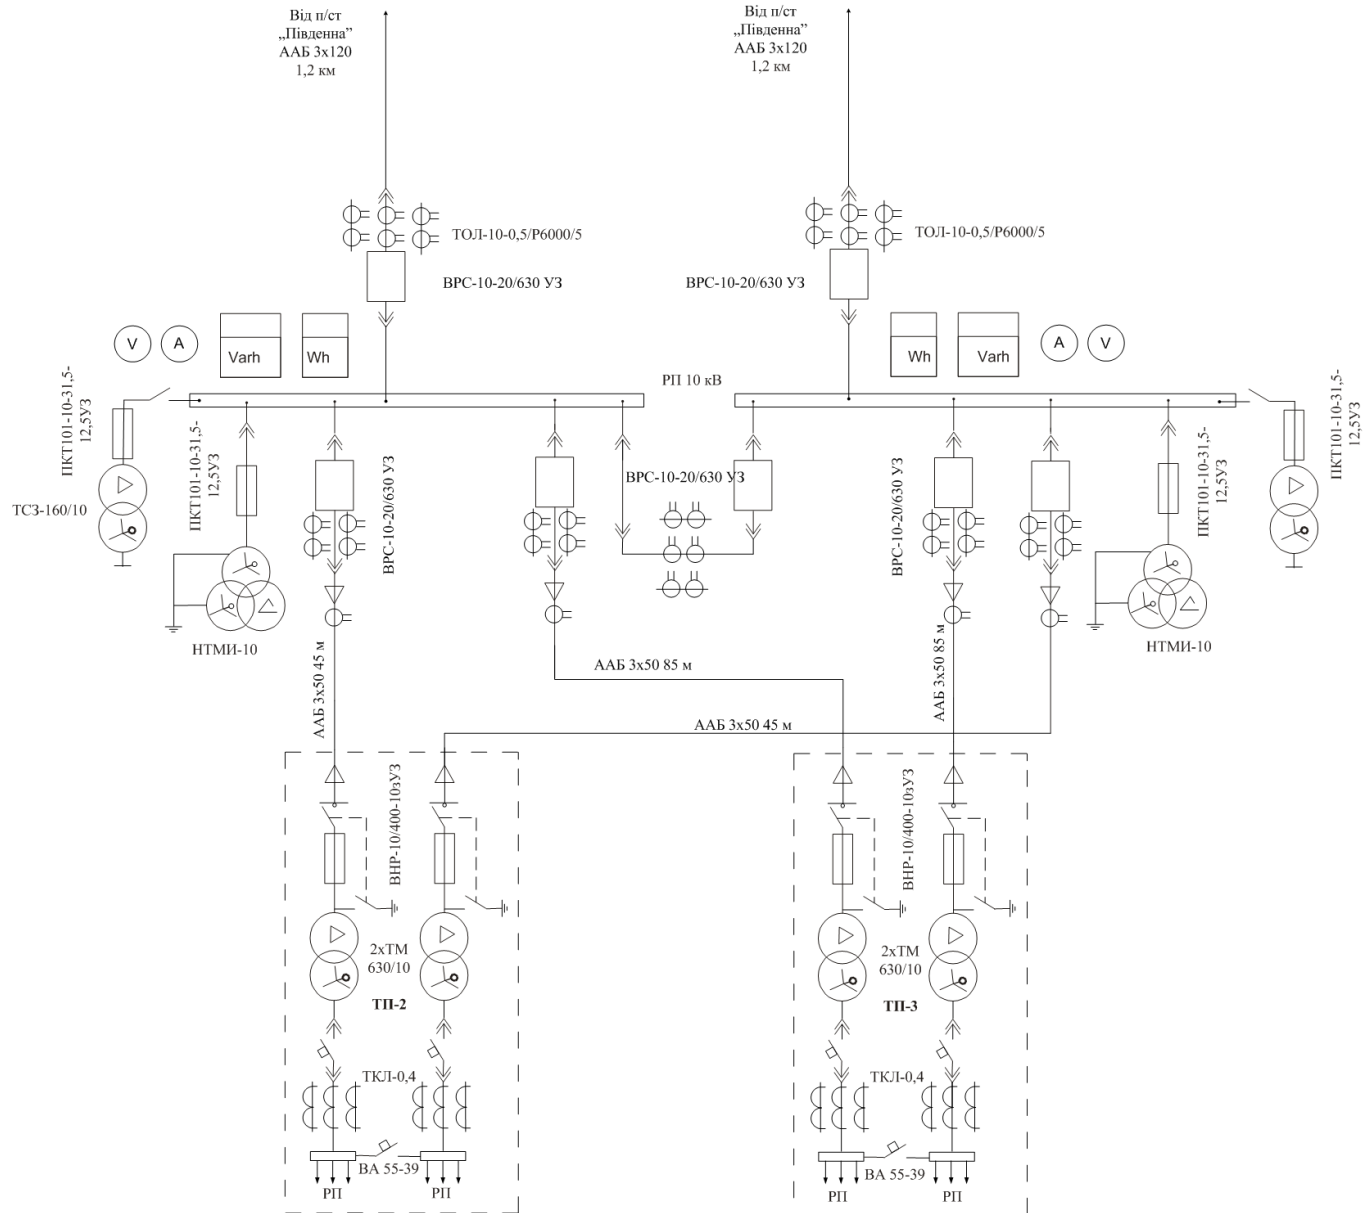 Від п/ст
„Південна”
ААБ 3х120
1,2 км
Від п/ст
„Південна”
ААБ 3х120
1,2 км
ТОЛ-10-0,5/Р6000/5
ТОЛ-10-0,5/Р6000/5
ВРС-10-20/630 УЗ
ВРС-10-20/630 УЗ
V
A
Varh
Wh
Wh
Varh
A
V
РП 10 кВ
ПКТ101-10-31,5-
12,5УЗ
ПКТ101-10-31,5-
12,5УЗ
ВРС-10-20/630 УЗ
ВРС-10-20/630 УЗ
ВРС-10-20/630 УЗ
ПКТ101-10-31,5-
12,5УЗ
ПКТ101-10-31,5-
12,5УЗ
ТСЗ-160/10
НТМИ-10
НТМИ-10
ААБ 3х50 45 м
ААБ 3х50 85 м
ААБ 3х50 85 м
ААБ 3х50 45 м
ВНР-10/400-10зУЗ
ВНР-10/400-10зУЗ
2хТМ
630/10
ТП-2
2хТМ
630/10
ТП-3
ТКЛ-0,4
ТКЛ-0,4
ВА 55-39
ВА 55-39
РП
РП
РП
РП